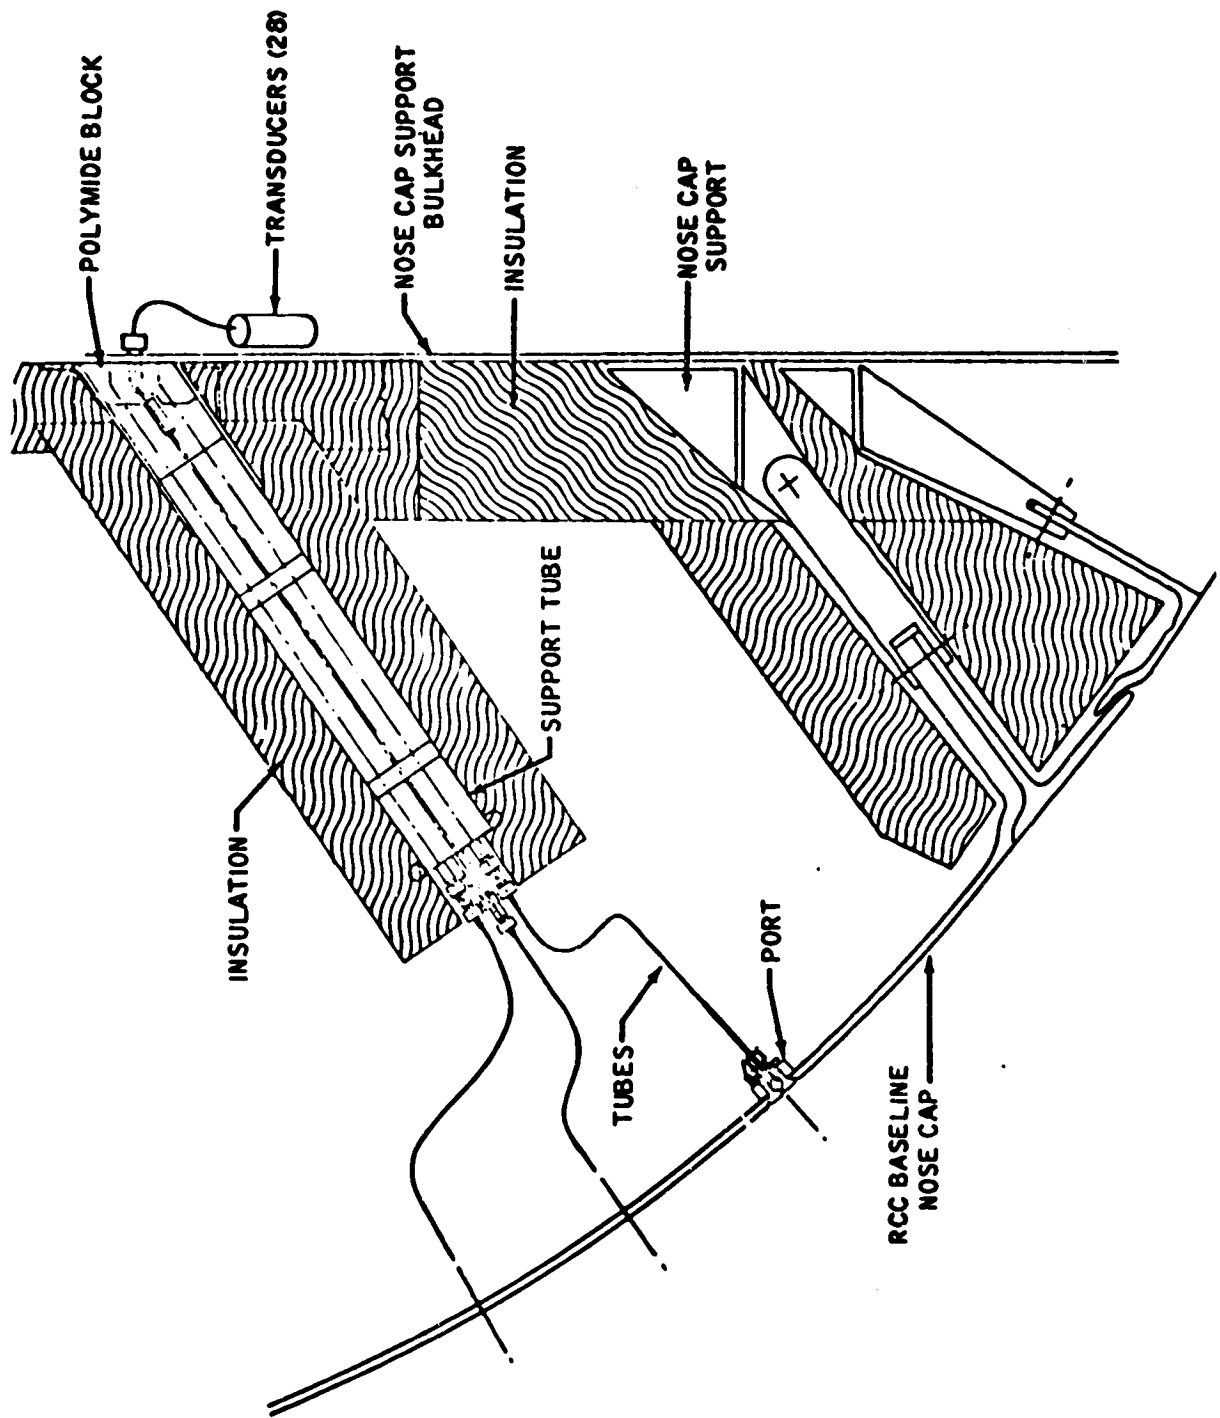 POLYMIDE BLOCK
TRANSDUCERS (28)
NOSE CAP SUPPORT
BULKHEAD
INSULATION
NOSE CAP
SUPPORT
SUPPORT TUBE
INSULATION
TUBES
PORT
RCC BASELINE
NOSE CAP